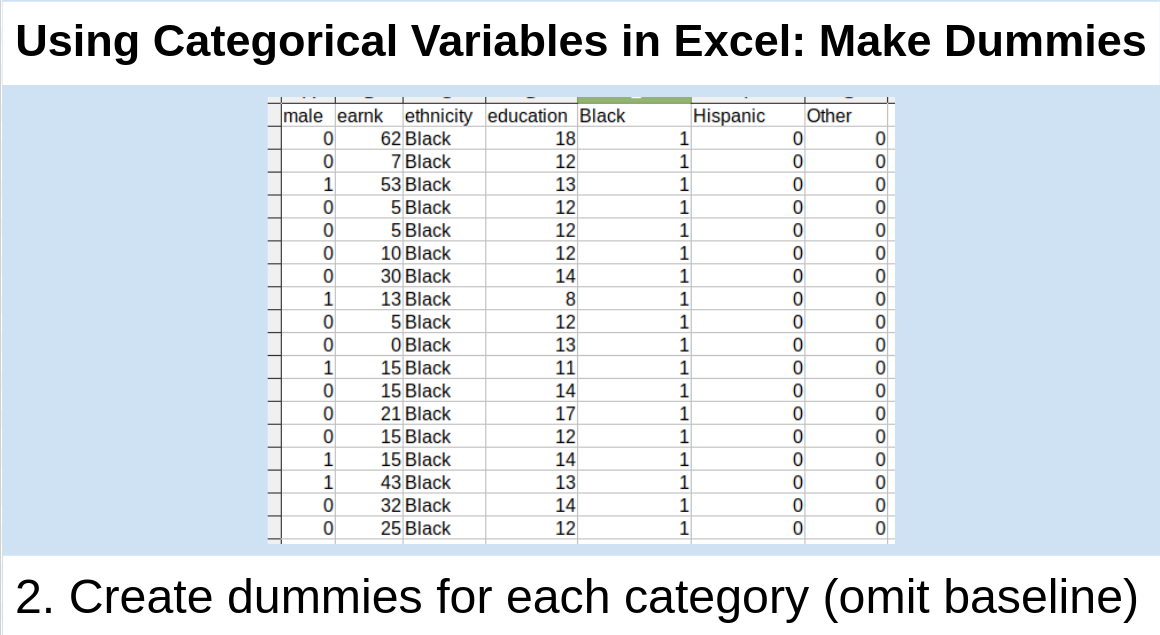 Using Categorical Variables in Excel: Make Dummies
male earnk ethnicity education Black Hispanic Other
0 62 Black 18 1 0 0
0 7 Black 12 1 0 0
1 53 Black 13 1 0 0
0 5 Black 12 1 0 0
0 5 Black 12 1 0 0
0 10 Black 12 1 0 0
0 30 Black 14 1 0 0
1 13 Black 8 1 0 0
0 5 Black 12 1 0 0
0 0 Black 13 1 0 0
1 15 Black 11 1 0 0
0 15 Black 14 1 0 0
0 21 Black 17 1 0 0
0 15 Black 12 1 0 0
1 15 Black 14 1 0 0
1 43 Black 13 1 0 0
0 32 Black 14 1 0 0
0 25 Black 12 1 0 0
2. Create dummies for each category (omit baseline)